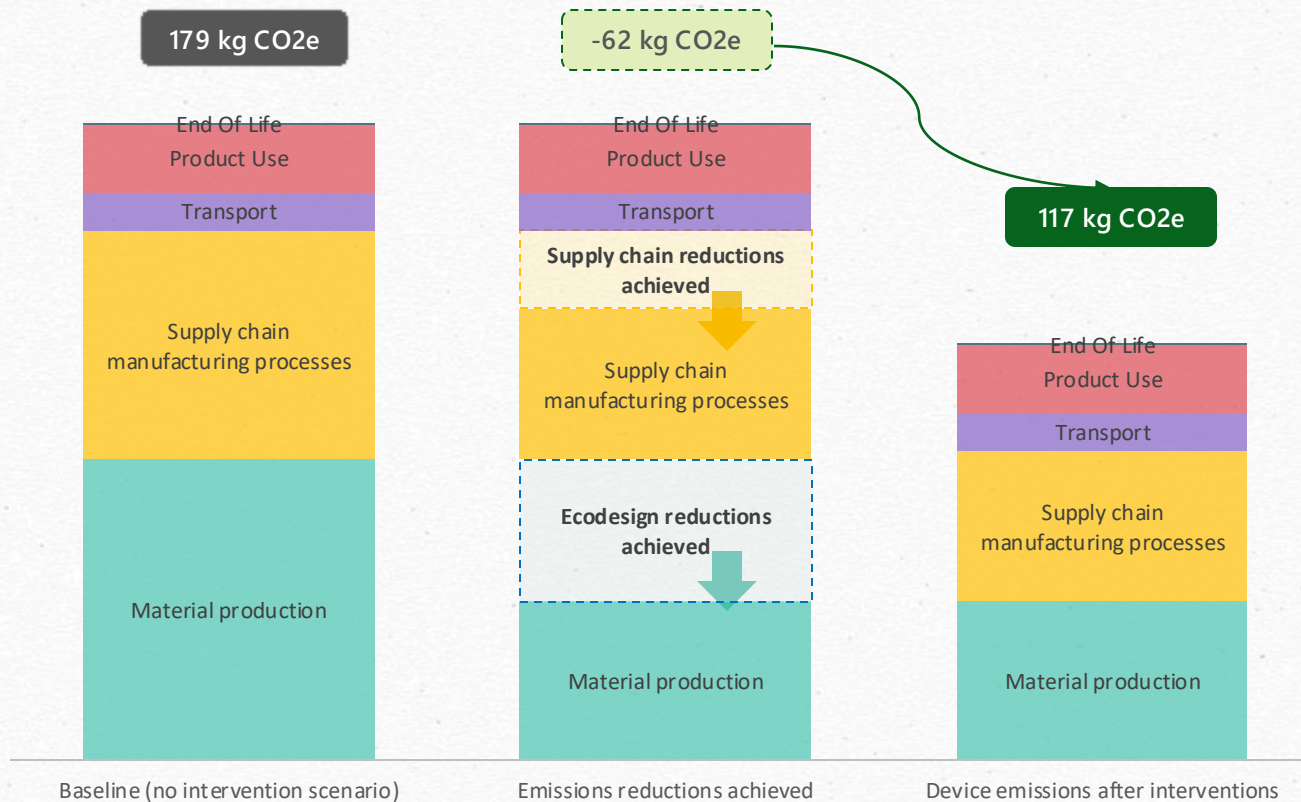 179 kg CO2e
-62 kg CO2e
117 kg CO2e
End Of Life
Product Use
Transport
Supply chain
manufacturing processes
Material production
Baseline (no intervention scenario)
End Of Life
Product Use
Transport
Supply chain reductions
achieved
Supply chain
manufacturing processes
Ecodesign reductions
achieved
Material production
Emissions reductions achieved
End Of Life
Product Use
Transport
Supply chain
manufacturing processes
Material production
Device emissions after interventions